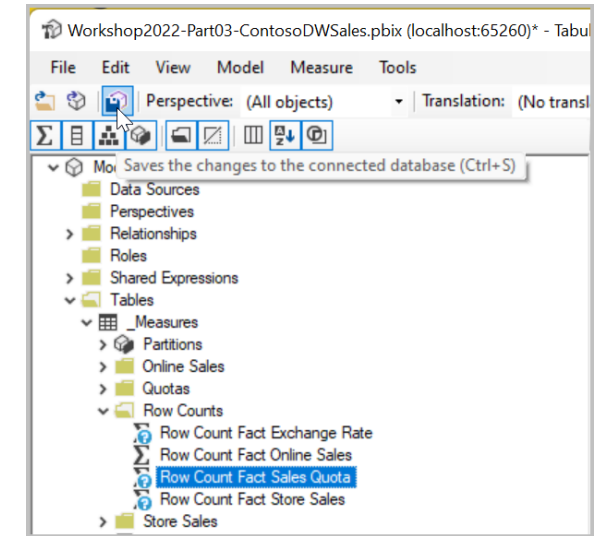 Workshop2022-Part03-ContosoDWSales.pbix (localhost:65260)* - Tabul
File Edit View Model Measure Tools
Perspective: (All objects) Translation: (No transl
Saves the changes to the connected database (Ctrl+S)
Data Sources
Perspectives
Relationships
Roles
Shared Expressions
Tables
_Measures
Partitions
Online Sales
Quotas
Row Counts
Row Count Fact Exchange Rate
Row Count Fact Online Sales
Row Count Fact Sales Quota
Row Count Fact Store Sales
Store Sales